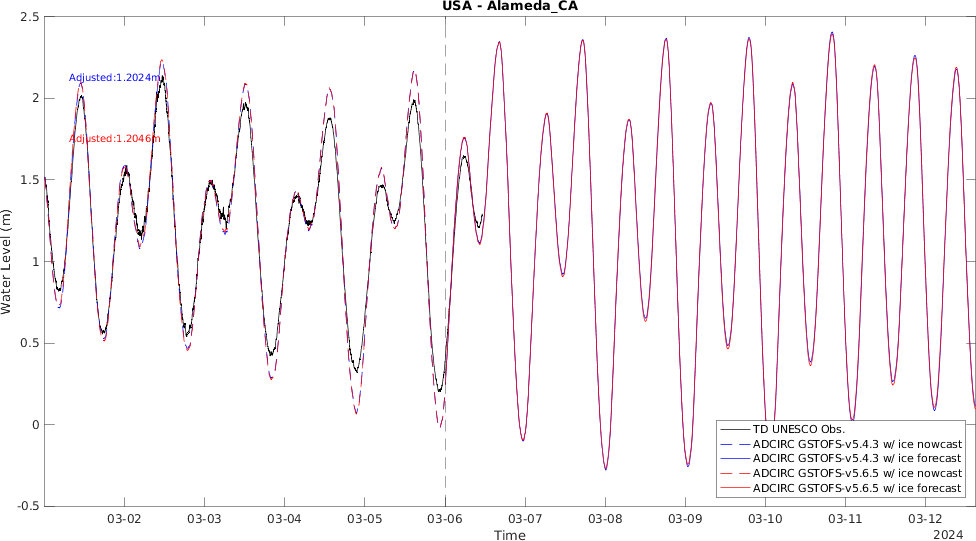 USA - Alameda_CA
2.5
Adjusted:1.2024m
2
Adjusted:1.2046m
1.5
Water Level (m)
1
0.5
0
-0.5
TD UNESCO Obs.
ADCIRC GSTOFS-v5.4.3 w/ ice nowcast
ADCIRC GSTOFS-v5.4.3 w/ ice forecast
ADCIRC GSTOFS-v5.6.5 w/ ice nowcast
ADCIRC GSTOFS-v5.6.5 w/ ice forecast
03-02 03-03 03-04 03-05 03-06 03-07 03-08 03-09 03-10 03-11 03-12
Time
2024